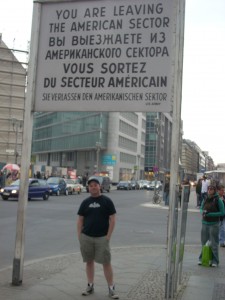 YOU ARE LEAVING
THE AMERICAN SECTOR
ВЫ ВЫЕЗЖАЕТЕ ИЗ
АМЕРИКАНСКОГО СЕКТОРА
VOUS SORTEZ
DU SECTEUR AMÉRICAIN
SIE VERLASSEN DEN AMERIKANISCHEN SEKTOR